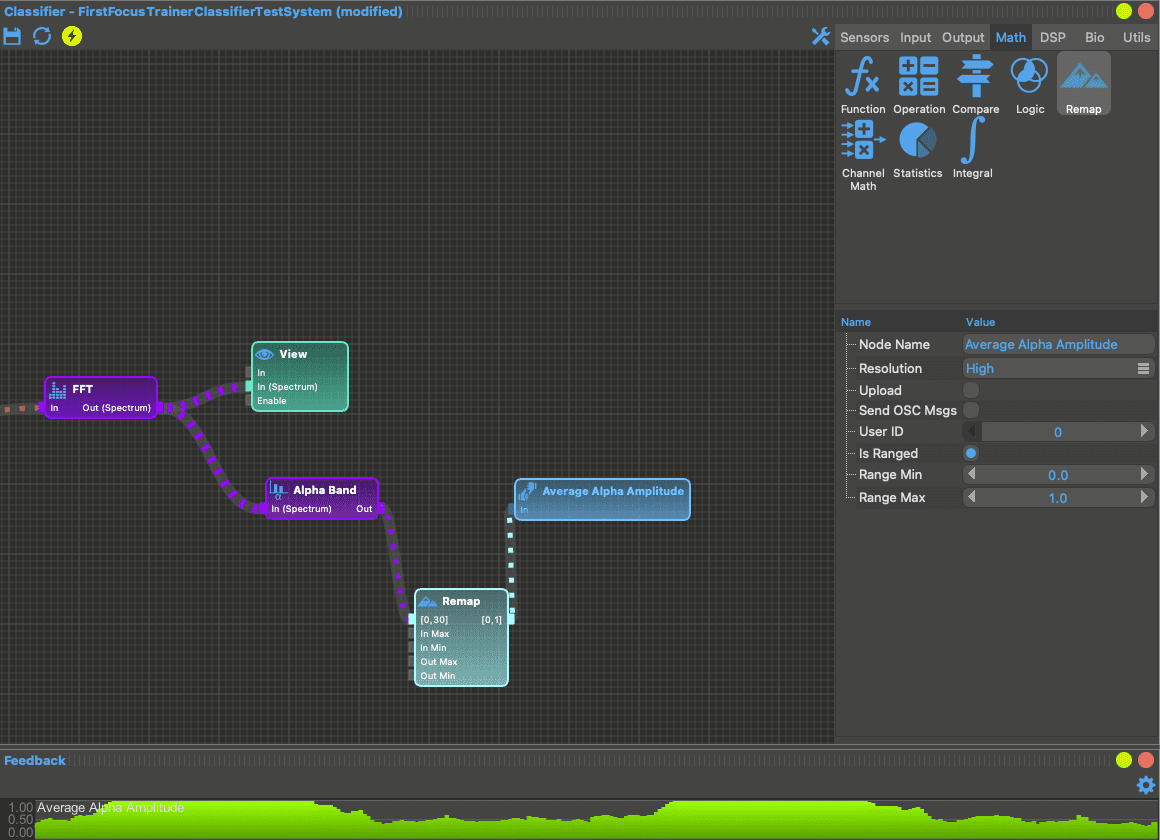 Classifier - FirstFocusTrainerClassifierTestSystem (modified)
Sensors Input Output Math DSP Bio Utils
Function Operation Compare Logic Remap
Channel Math Statistics Integral
Name Value
Node Name Average Alpha Amplitude
Resolution High
Upload
Send OSC Msgs
User ID 0
Is Ranged
Range Min 0.0
Range Max 1.0
View
In
In (Spectrum)
Enable
FFT
In Out (Spectrum)
Alpha Band
In (Spectrum) Out
Average Alpha Amplitude
In
Remap
[0,30] [0,1]
In Max
In Min
Out Max
Out Min
Feedback
1.00 Average Alpha Amplitude
0.50
0.00